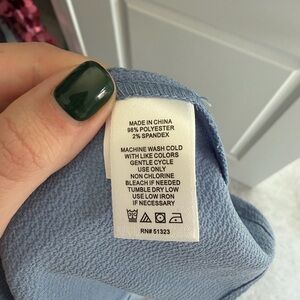 MADE IN CHINA
98% POLYESTER
2% SPANDEX
MACHINE WASH COLD
WITH LIKE COLORS
GENTLE CYCLE
USE ONLY
NON CHLORINE
BLEACH IF NEEDED
TUMBLE DRY LOW
USE LOW IRON
IF NECESSARY
RN# 51323